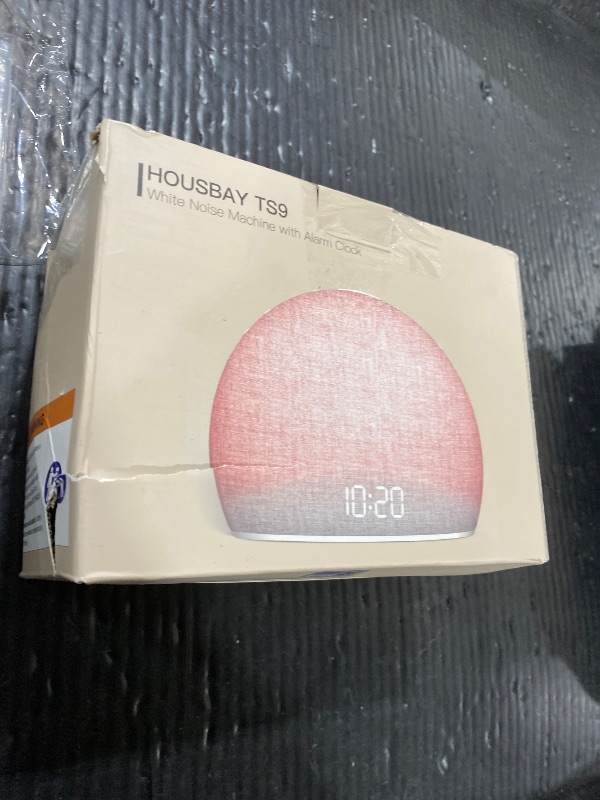 HOUSBAY TS9
White Noise Machine with Alarm Clock
10:20